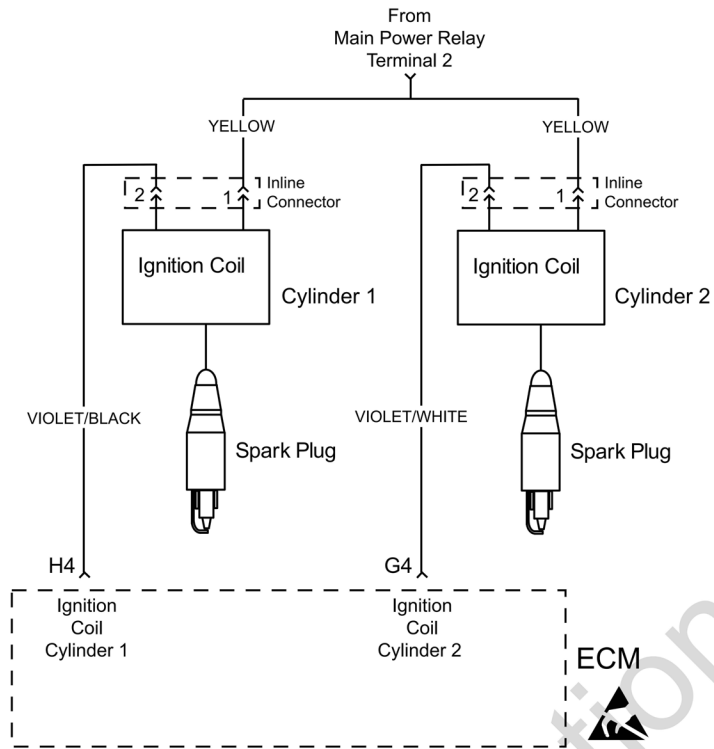 From
Main Power Relay
Terminal 2
YELLOW
YELLOW
2
1
Inline
Connector
2
1
Inline
Connector
Ignition Coil
Cylinder 1
Ignition Coil
Cylinder 2
VIOLET/BLACK
Spark Plug
VIOLET/WHITE
Spark Plug
H4
G4
Ignition
Coil
Cylinder 1
Ignition
Coil
Cylinder 2
ECM